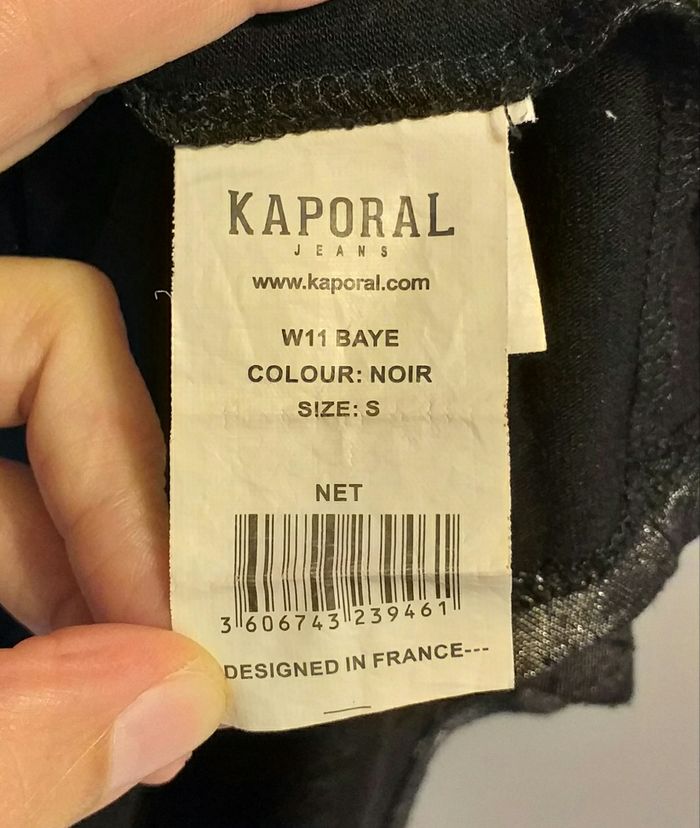 KAPORAL
JEANS
www.kaporal.com
W11 BAYE
COLOUR: NOIR
SIZE: S
NET
3 606743 239461
DESIGNED IN FRANCE---